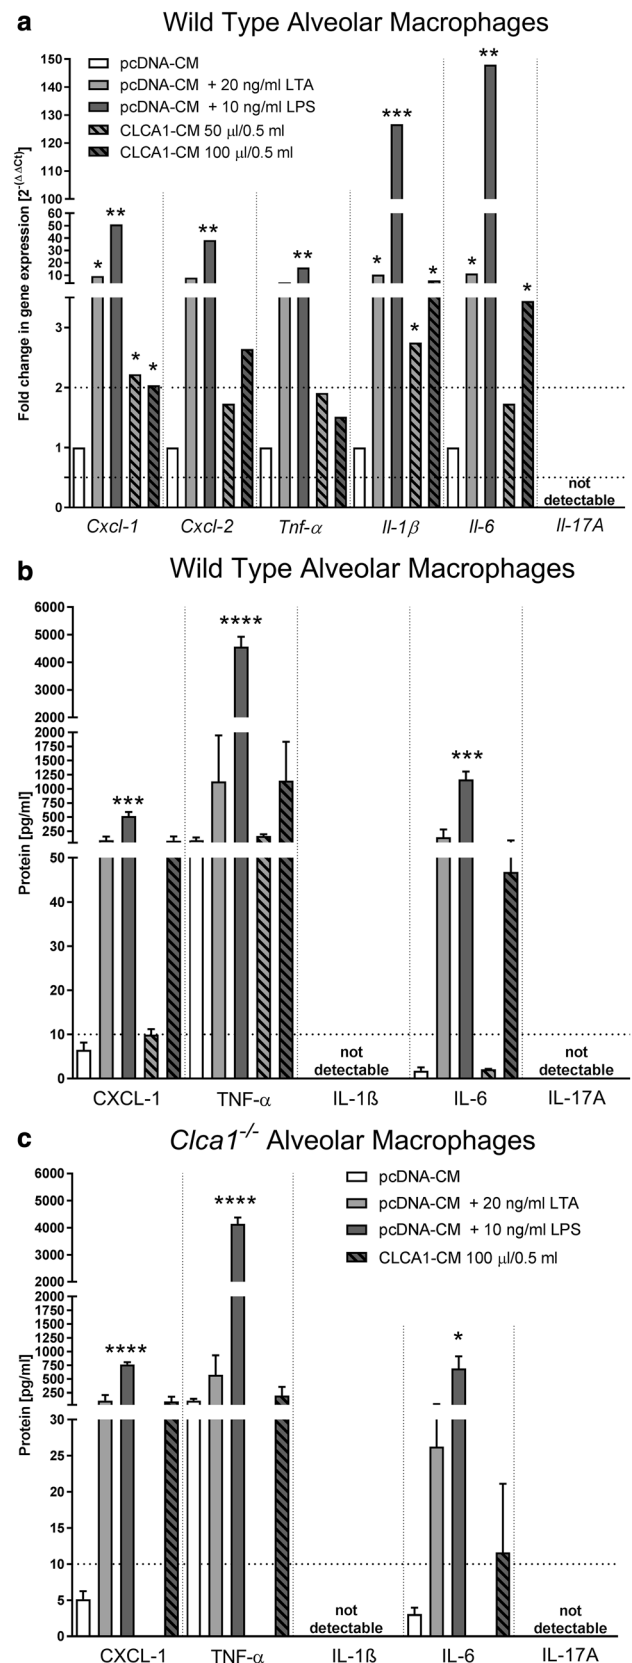 a Wild Type Alveolar Macrophages
pcDNA-CM
pcDNA-CM + 20 ng/ml LTA
pcDNA-CM + 10 ng/ml LPS
CLCA1-CM 50 μl/0.5 ml
CLCA1-CM 100 μl/0.5 ml
Fold change in gene expression [2^-(ΔΔCt)]
150
140
130
120
110
100
60
50
40
30
20
10
3
2
1
0
* ** ** ** * *** * ** * * * * *
not
detectable
Cxcl-1 Cxcl-2 Tnf-α Il-1β Il-6 Il-17A
b Wild Type Alveolar Macrophages
Protein [pg/ml]
6000
5000
4000
3000
2000
2000
1750
1500
1250
1000
750
500
250
50
40
30
20
10
0
*** **** ***
not
detectable
not
detectable
CXCL-1 TNF-α IL-1ß IL-6 IL-17A
c Clca1-/- Alveolar Macrophages
pcDNA-CM
pcDNA-CM + 20 ng/ml LTA
pcDNA-CM + 10 ng/ml LPS
CLCA1-CM 100 μl/0.5 ml
Protein [pg/ml]
6000
5000
4000
3000
2000
2000
1750
1500
1250
1000
750
500
250
30
25
20
15
10
5
0
**** **** *
not
detectable
not
detectable
CXCL-1 TNF-α IL-1ß IL-6 IL-17A